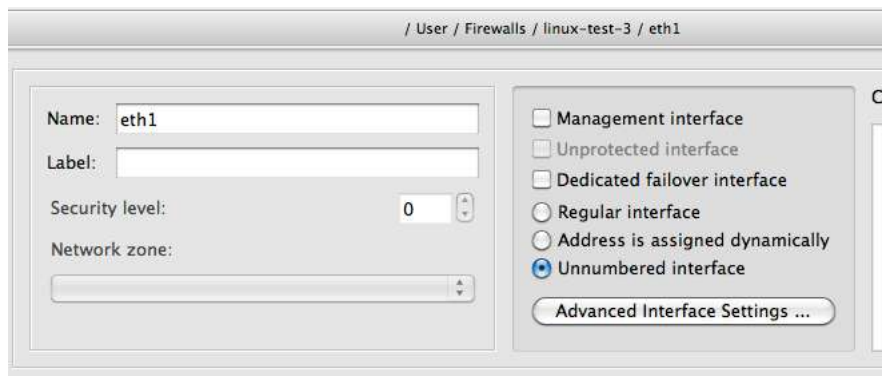 / User / Firewalls / linux-test-3 / eth1
Name: eth1
Label:
Security level: 0
Network zone:
Management interface
Unprotected interface
Dedicated failover interface
Regular interface
Address is assigned dynamically
Unnumbered interface
Advanced Interface Settings ...